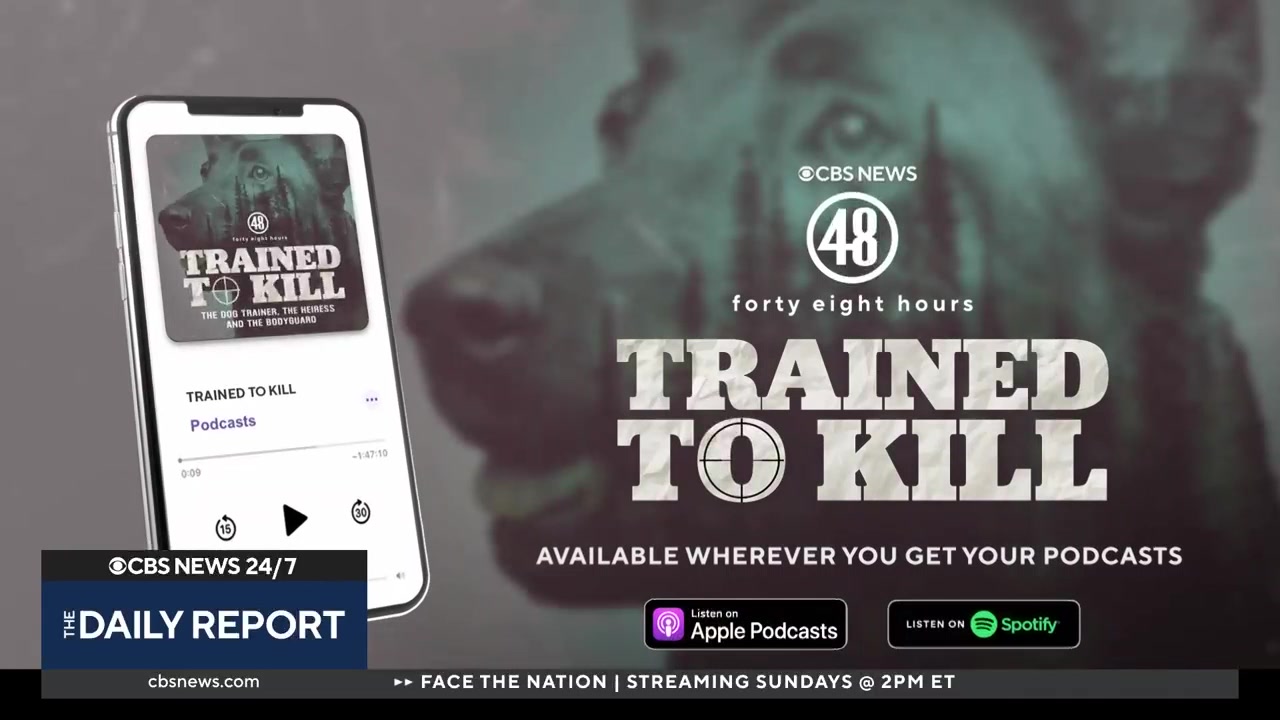 48
forty eight hours
TRAINED
TO KILL
THE DOG TRAINER, THE HEIRESS
AND THE BODYGUARD
TRAINED TO KILL
...
Podcasts
0:09
-1:47:10
15
30
CBS NEWS
48
forty eight hours
TRAINED
TO KILL
AVAILABLE WHEREVER YOU GET YOUR PODCASTS
Listen on
Apple Podcasts
LISTEN ON Spotify
CBS NEWS 24/7
THE DAILY REPORT
cbsnews.com
FACE THE NATION | STREAMING SUNDAYS @ 2PM ET